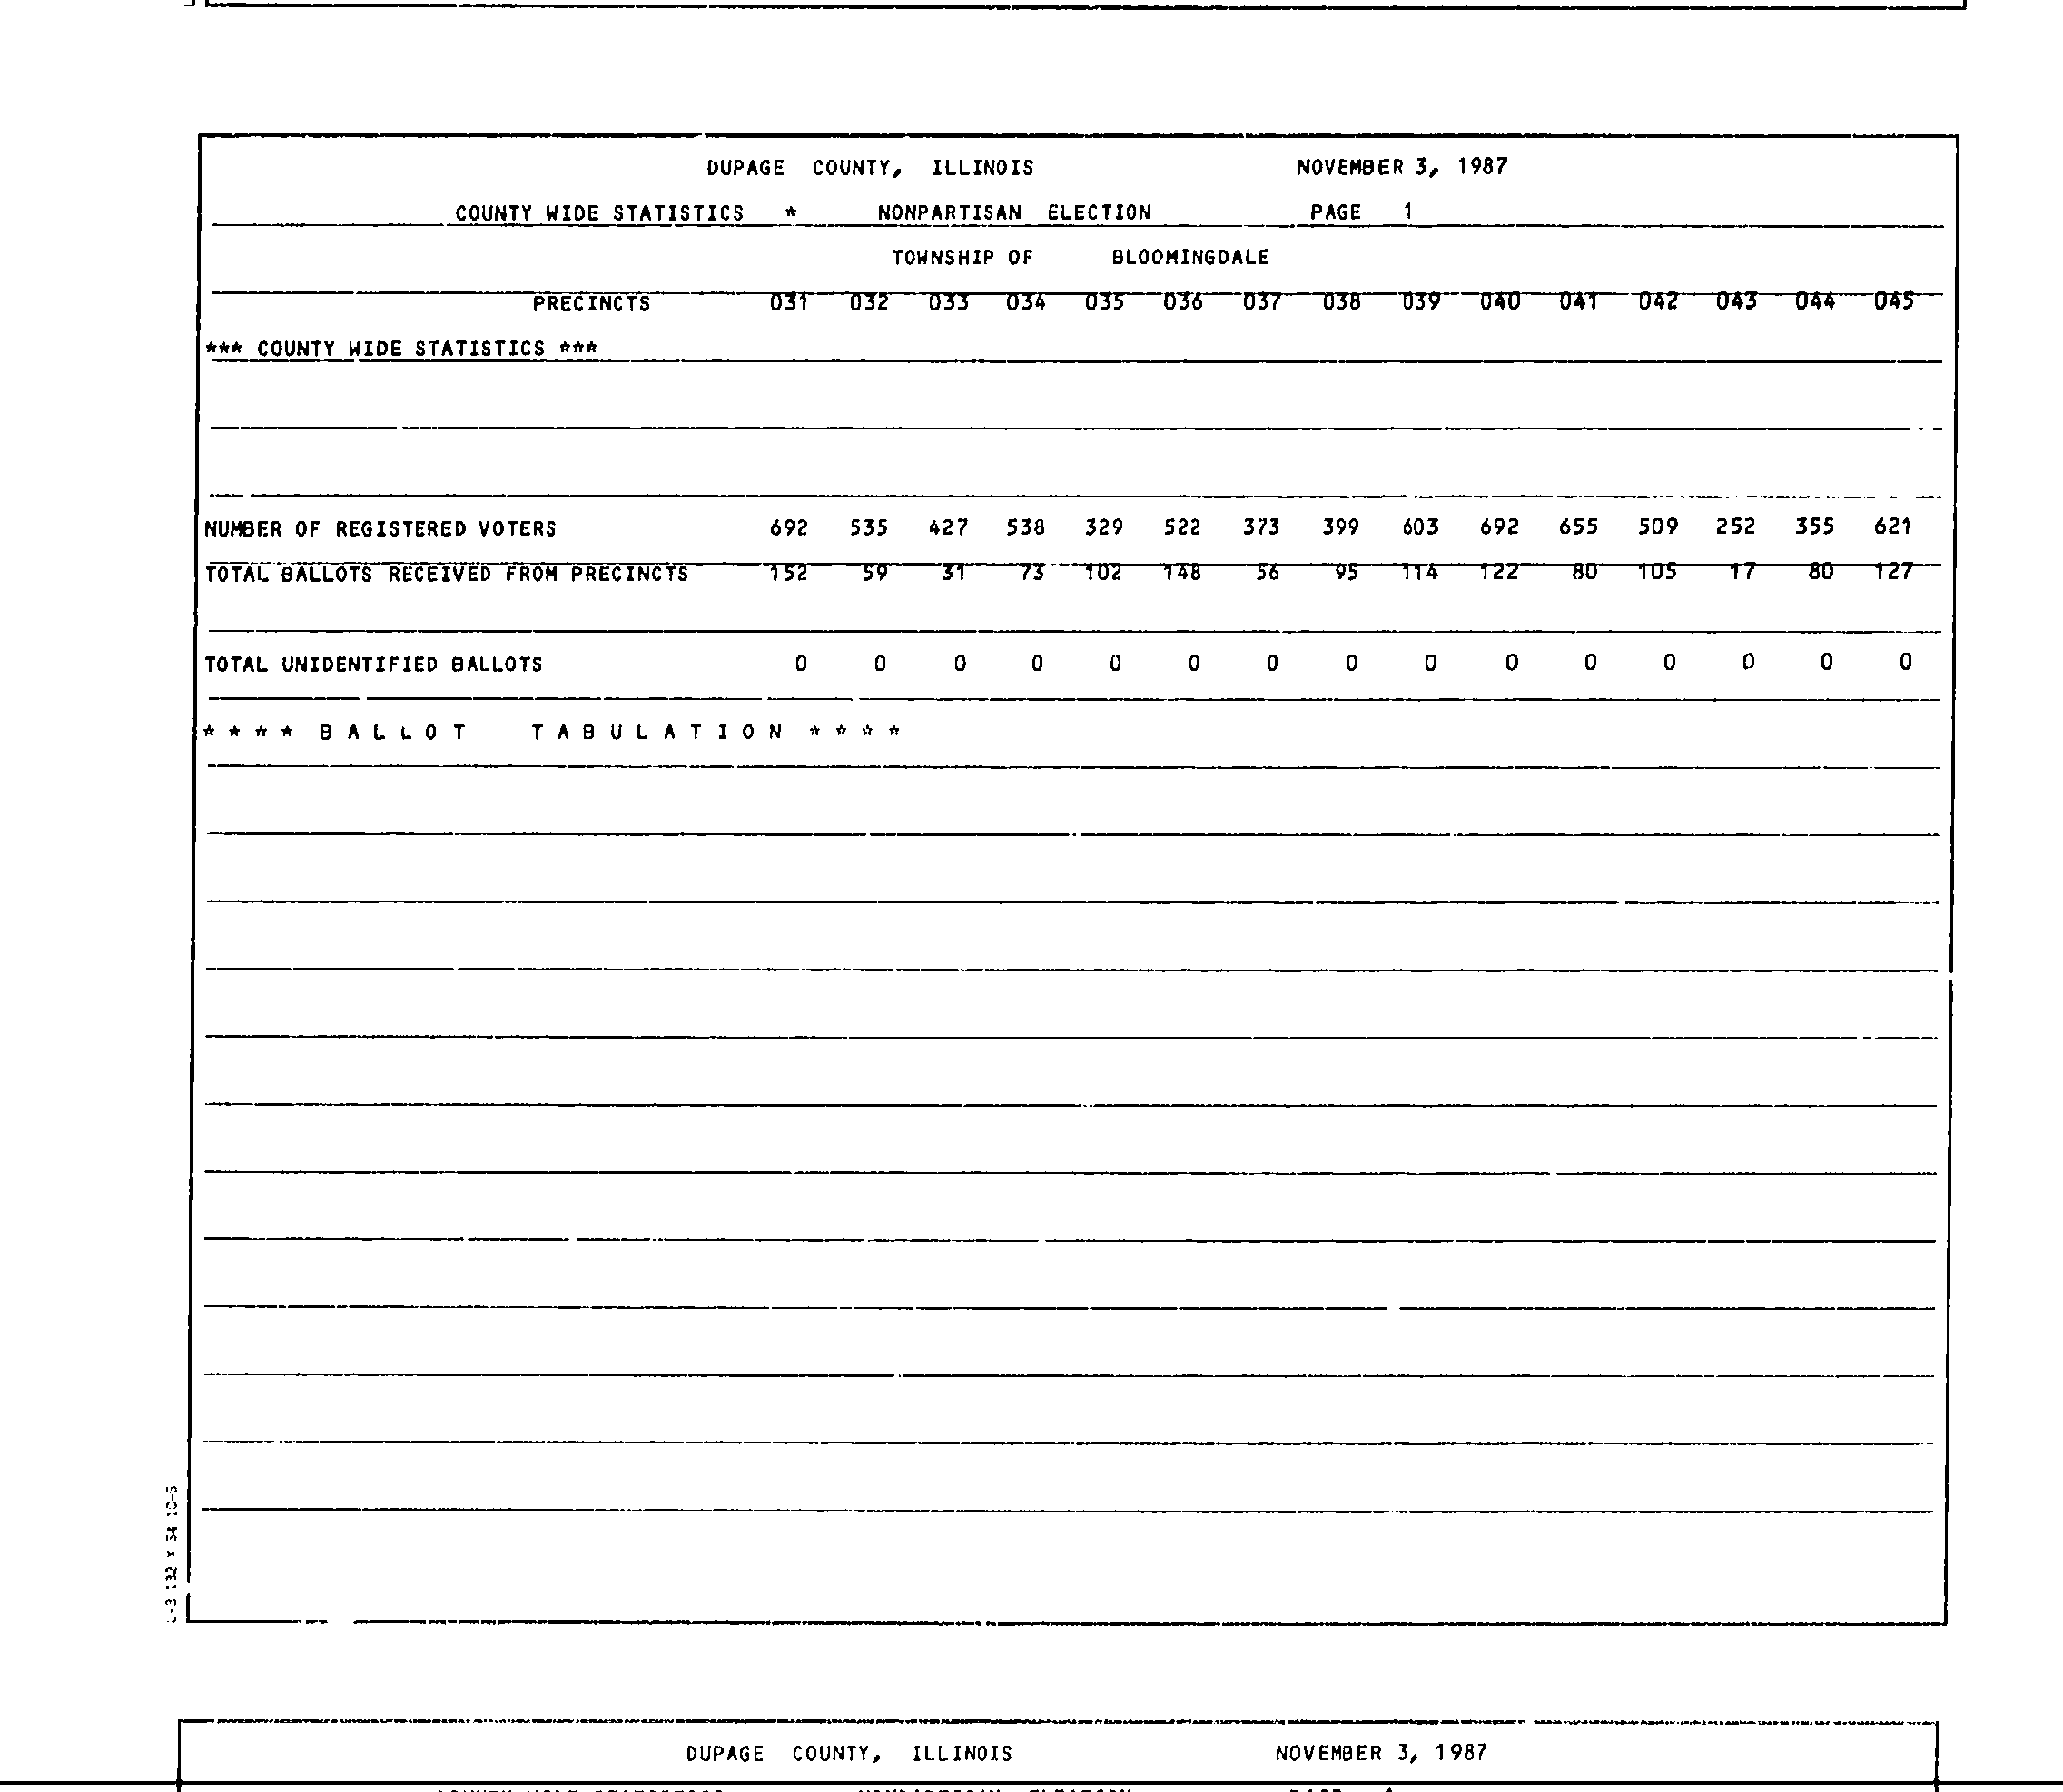 DUPAGE COUNTY, ILLINOIS NOVEMBER 3, 1987
COUNTY WIDE STATISTICS * NONPARTISAN ELECTION PAGE 1
TOWNSHIP OF BLOOMINGDALE
PRECINCTS 031 032 033 034 035 036 037 038 039 040 041 042 043 044 045
*** COUNTY WIDE STATISTICS ***
NUMBER OF REGISTERED VOTERS 692 535 427 538 329 522 373 399 603 692 655 509 252 355 621
TOTAL BALLOTS RECEIVED FROM PRECINCTS 152 59 31 73 102 148 56 95 114 122 80 105 17 80 127
TOTAL UNIDENTIFIED BALLOTS 0 0 0 0 0 0 0 0 0 0 0 0 0 0 0
* * * * B A L L O T T A B U L A T I O N * * * *
132 X 64 10-6
DUPAGE COUNTY, ILLINOIS NOVEMBER 3, 1987